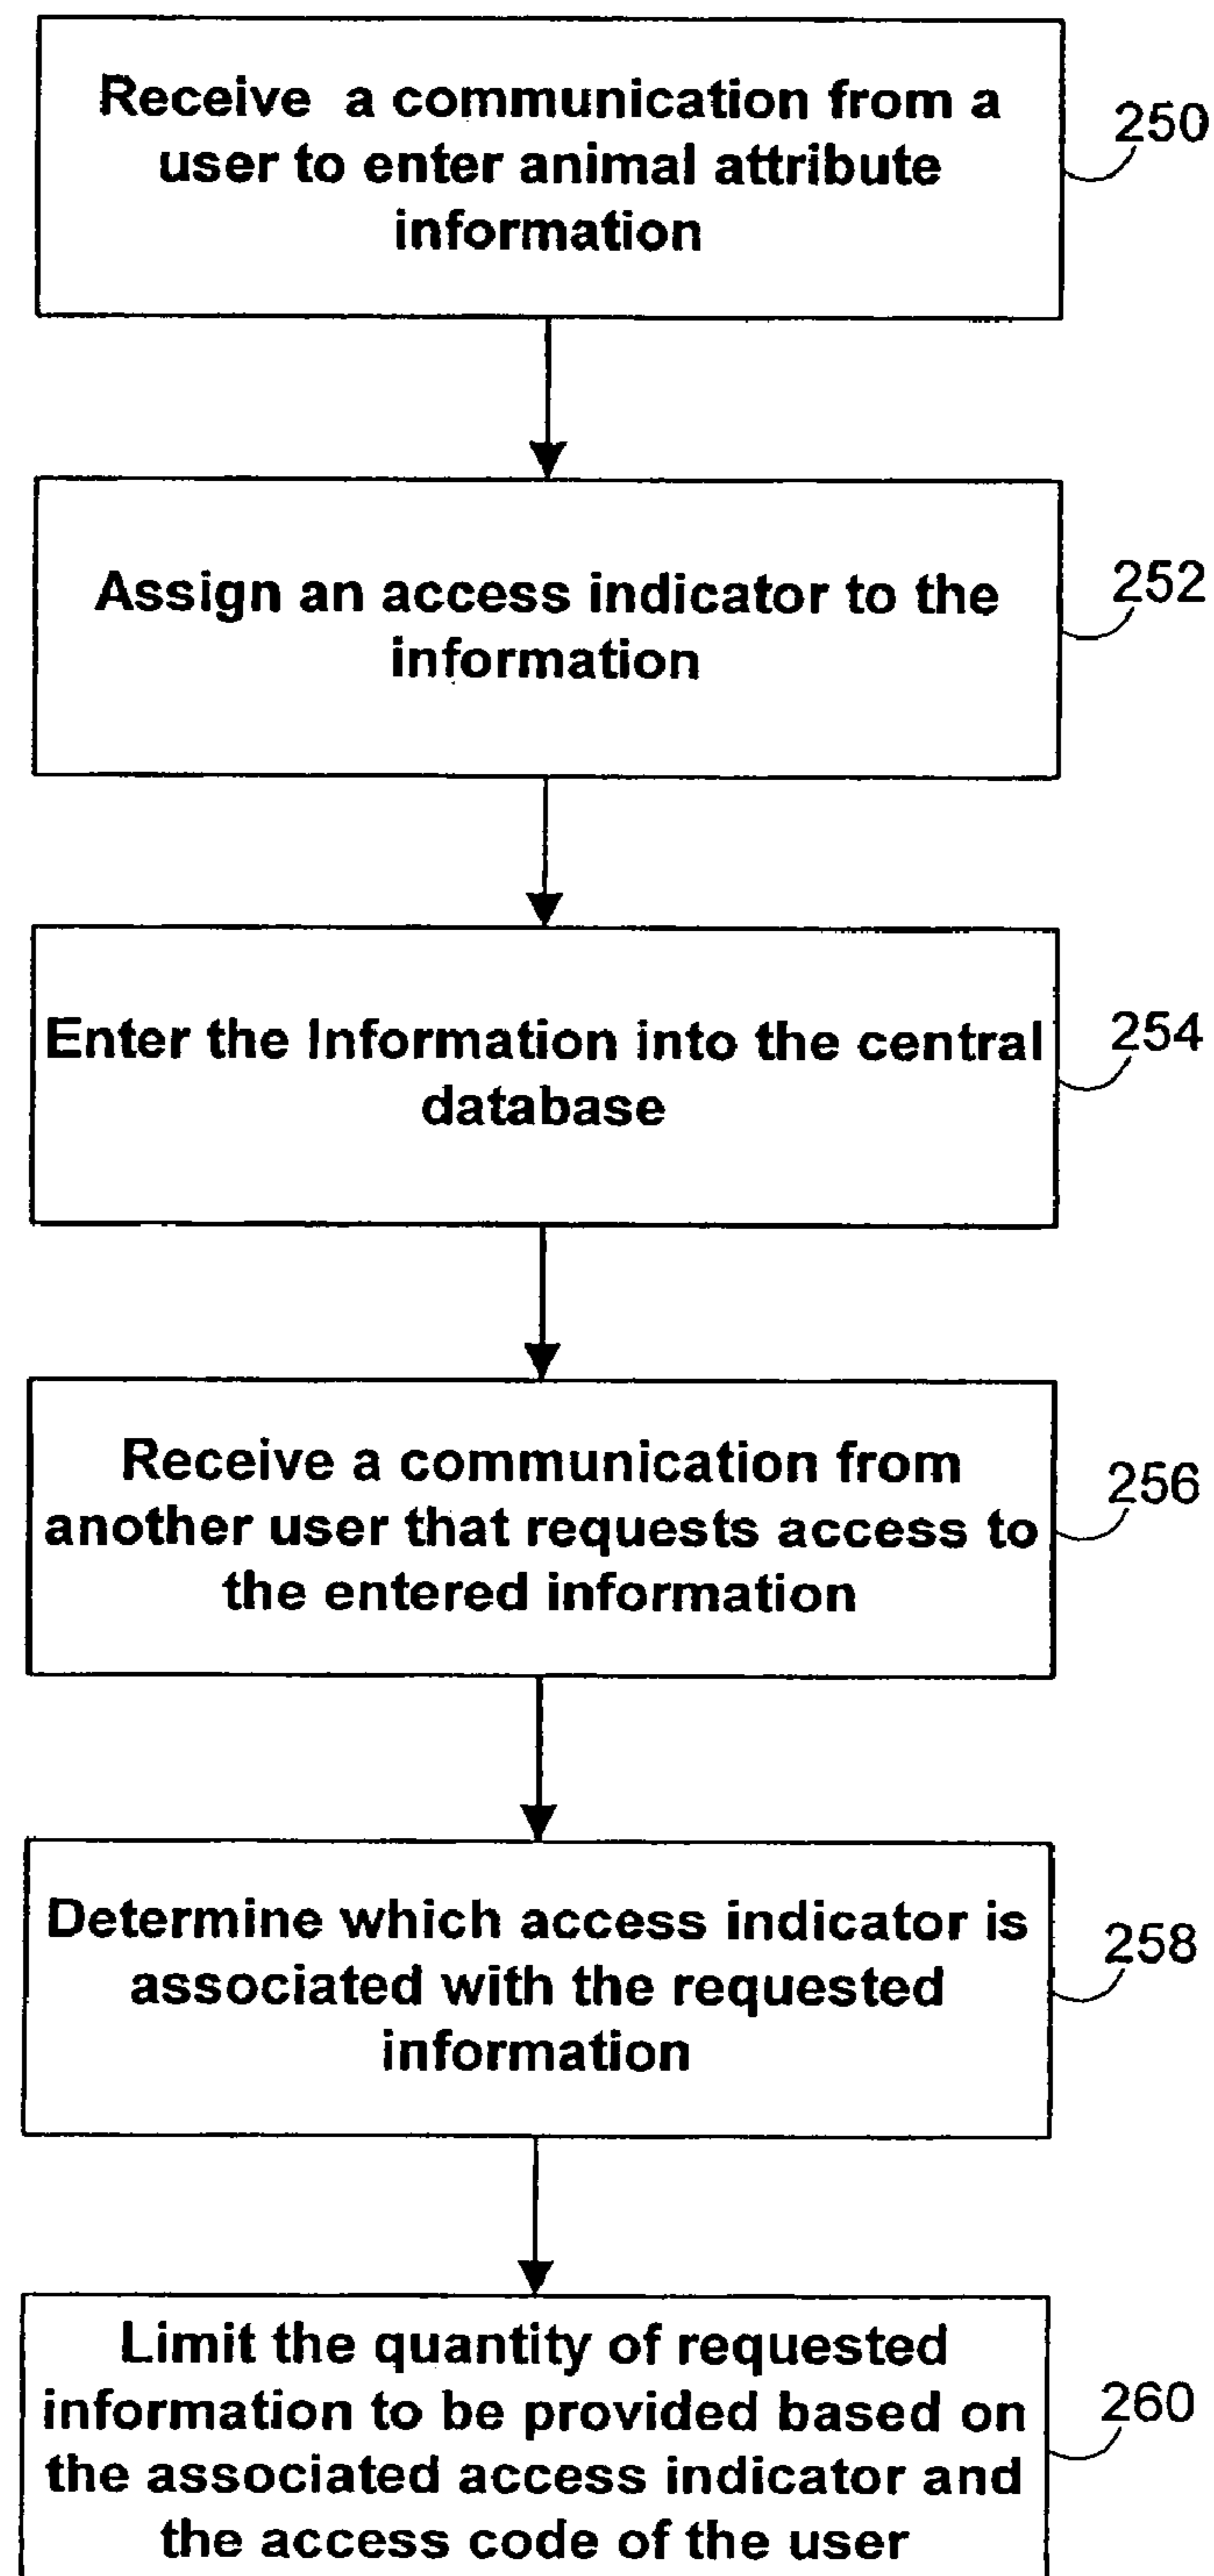 Receive a communication from a
user to enter animal attribute
information
250
Assign an access indicator to the
information
252
Enter the Information into the central
database
254
Receive a communication from
another user that requests access to
the entered information
256
Determine which access indicator is
associated with the requested
information
258
Limit the quantity of requested
information to be provided based on
the associated access indicator and
the access code of the user
260